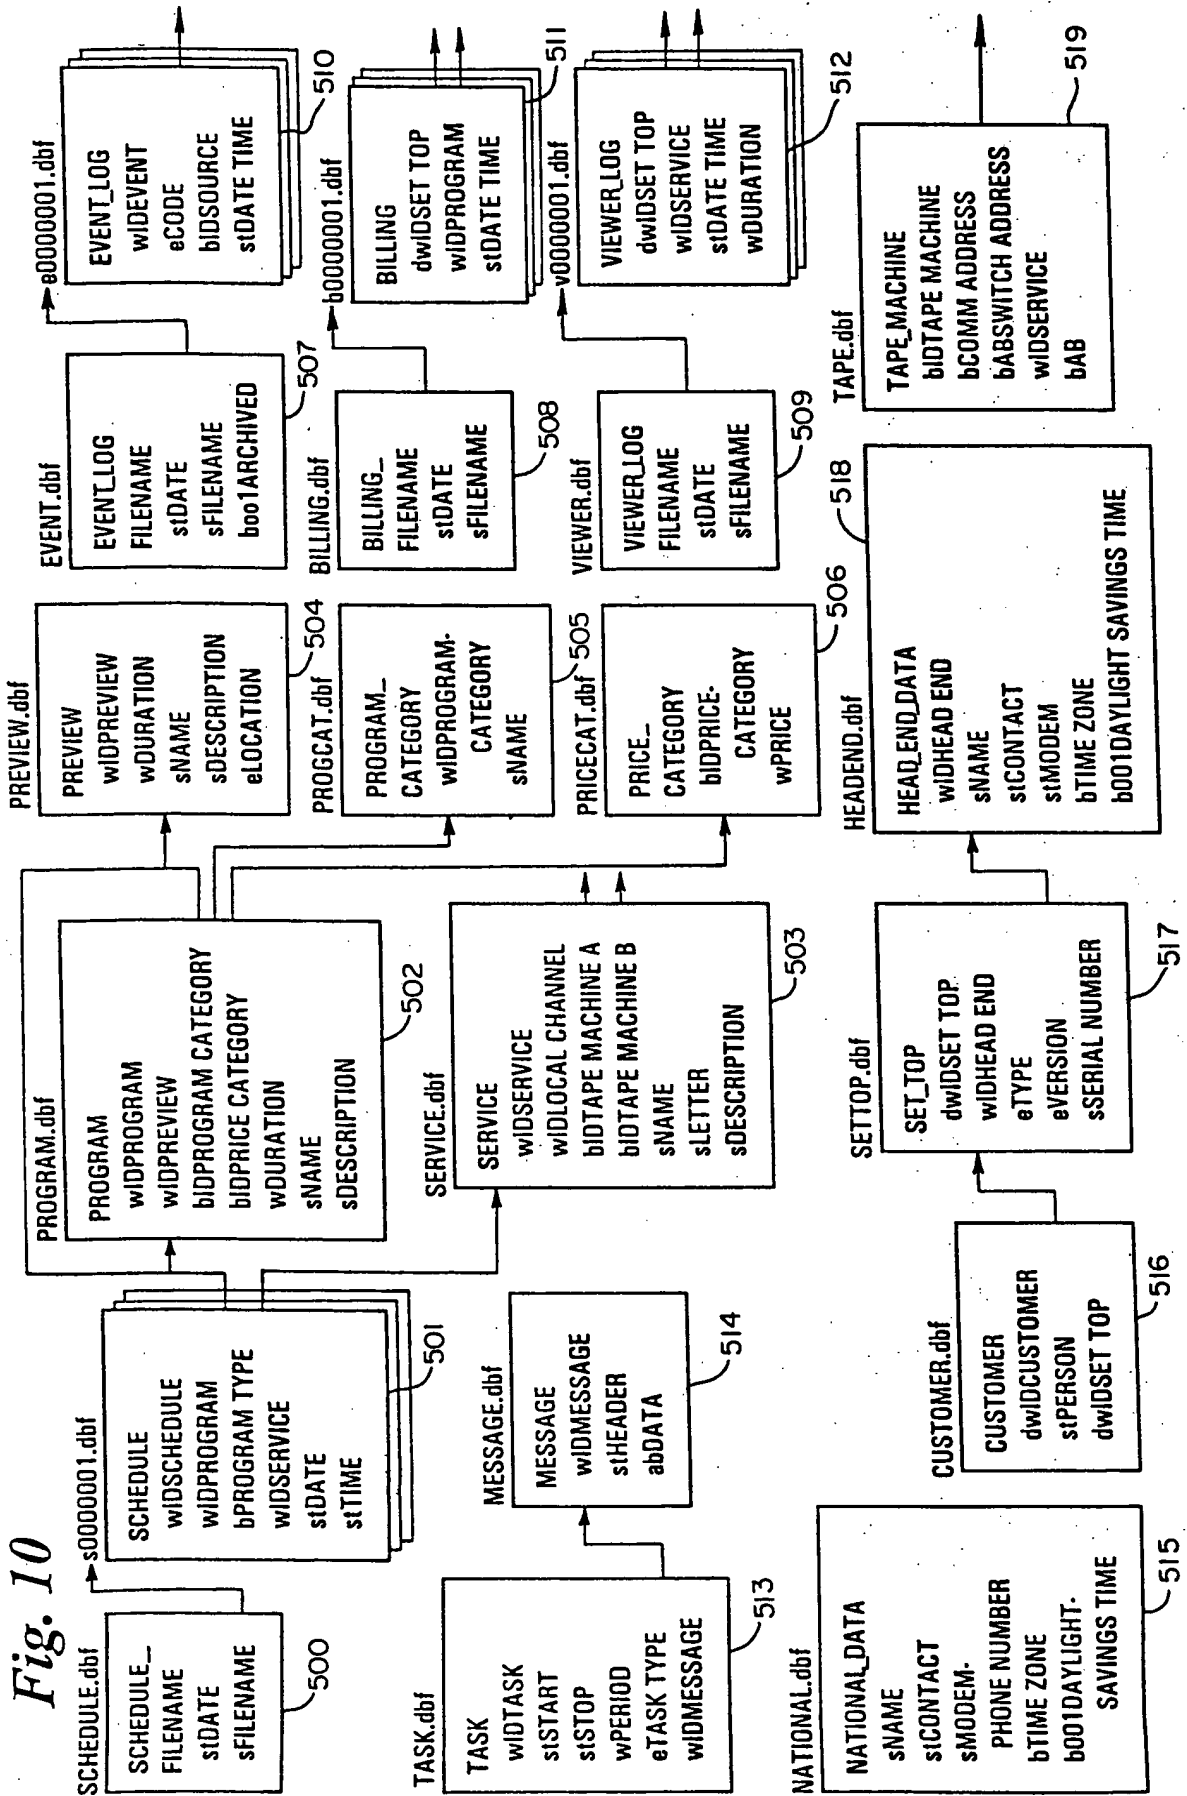 Fig. 10
SCHEDULE.dbf
SCHEDULE_
FILENAME
stDATE
sFILENAME
500
s0000001.dbf
SCHEDULE
wIDSCHEDULE
wIDPROGRAM
bPROGRAM TYPE
wIDSERVICE
stDATE
stTIME
501
PROGRAM.dbf
PROGRAM
wIDPROGRAM
wIDPREVIEW
bIDPROGRAM CATEGORY
bIDPRICE CATEGORY
wDURATION
sNAME
sDESCRIPTION
502
SERVICE.dbf
SERVICE
wIDSERVICE
wIDLOCAL CHANNEL
bIDTAPE MACHINE A
bIDTAPE MACHINE B
sNAME
sLETTER
sDESCRIPTION
503
PREVIEW.dbf
PREVIEW
wIDPREVIEW
wDURATION
sNAME
sDESCRIPTION
eLOCATION
504
PROGCAT.dbf
PROGRAM_
CATEGORY
wIDPROGRAM-
CATEGORY
sNAME
505
PRICECAT.dbf
PRICE_
CATEGORY
bIDPRICE-
CATEGORY
wPRICE
506
EVENT.dbf
EVENT_LOG
FILENAME
stDATE
sFILENAME
boo1ARCHIVED
507
BILLING.dbf
BILLING_
FILENAME
stDATE
sFILENAME
508
VIEWER.dbf
VIEWER_LOG
FILENAME
stDATE
sFILENAME
509
e0000001.dbf
EVENT_LOG
wIDEVENT
eCODE
bIDSOURCE
stDATE TIME
510
b0000001.dbf
BILLING
dwIDSET TOP
wIDPROGRAM
stDATE TIME
511
v0000001.dbf
VIEWER_LOG
dwIDSET TOP
wIDSERVICE
stDATE TIME
wDURATION
512
TASK.dbf
TASK
wIDTASK
stSTART
stSTOP
wPERIOD
eTASK TYPE
wIDMESSAGE
513
MESSAGE.dbf
MESSAGE
wIDMESSAGE
stHEADER
abDATA
514
NATIONAL.dbf
NATIONAL_DATA
sNAME
stCONTACT
sMODEM-
PHONE NUMBER
bTIME ZONE
b001DAYLIGHT-
SAVINGS TIME
515
CUSTOMER.dbf
CUSTOMER
dwIDCUSTOMER
stPERSON
dwIDSET TOP
516
SETTOP.dbf
SET_TOP
dwIDSET TOP
wIDHEAD END
eTYPE
eVERSION
sSERIAL NUMBER
517
HEADEND.dbf
HEAD_END_DATA
wIDHEAD END
sNAME
stCONTACT
stMODEM
bTIME ZONE
b001DAYLIGHT SAVINGS TIME
518
TAPE.dbf
TAPE_MACHINE
bIDTAPE MACHINE
bCOMM ADDRESS
bABSWITCH ADDRESS
wIDSERVICE
bAB
519